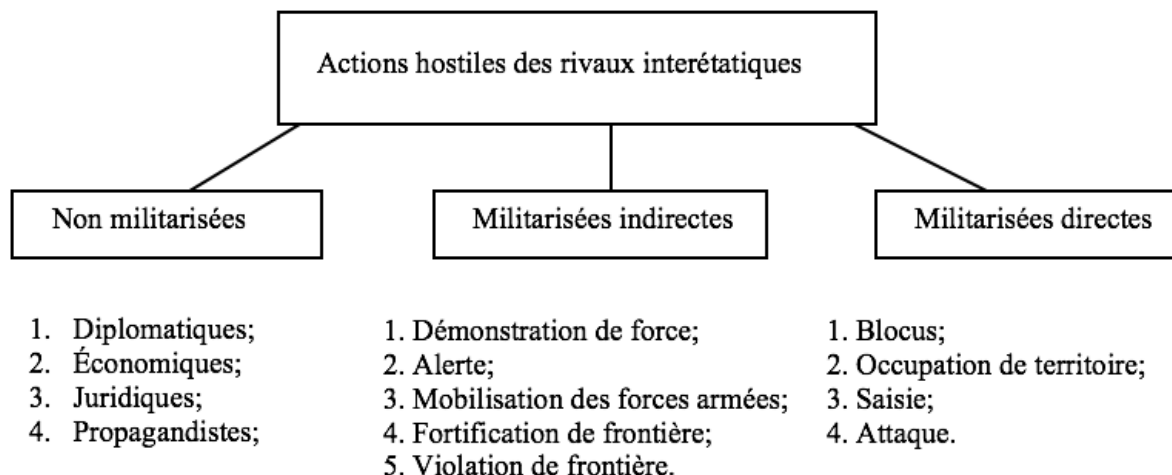 Actions hostiles des rivaux interétatiques
Non militarisées
Militarisées indirectes
Militarisées directes
1. Diplomatiques;
2. Économiques;
3. Juridiques;
4. Propagandistes;
1. Démonstration de force;
2. Alerte;
3. Mobilisation des forces armées;
4. Fortification de frontière;
5. Violation de frontière.
1. Blocus;
2. Occupation de territoire;
3. Saisie;
4. Attaque.